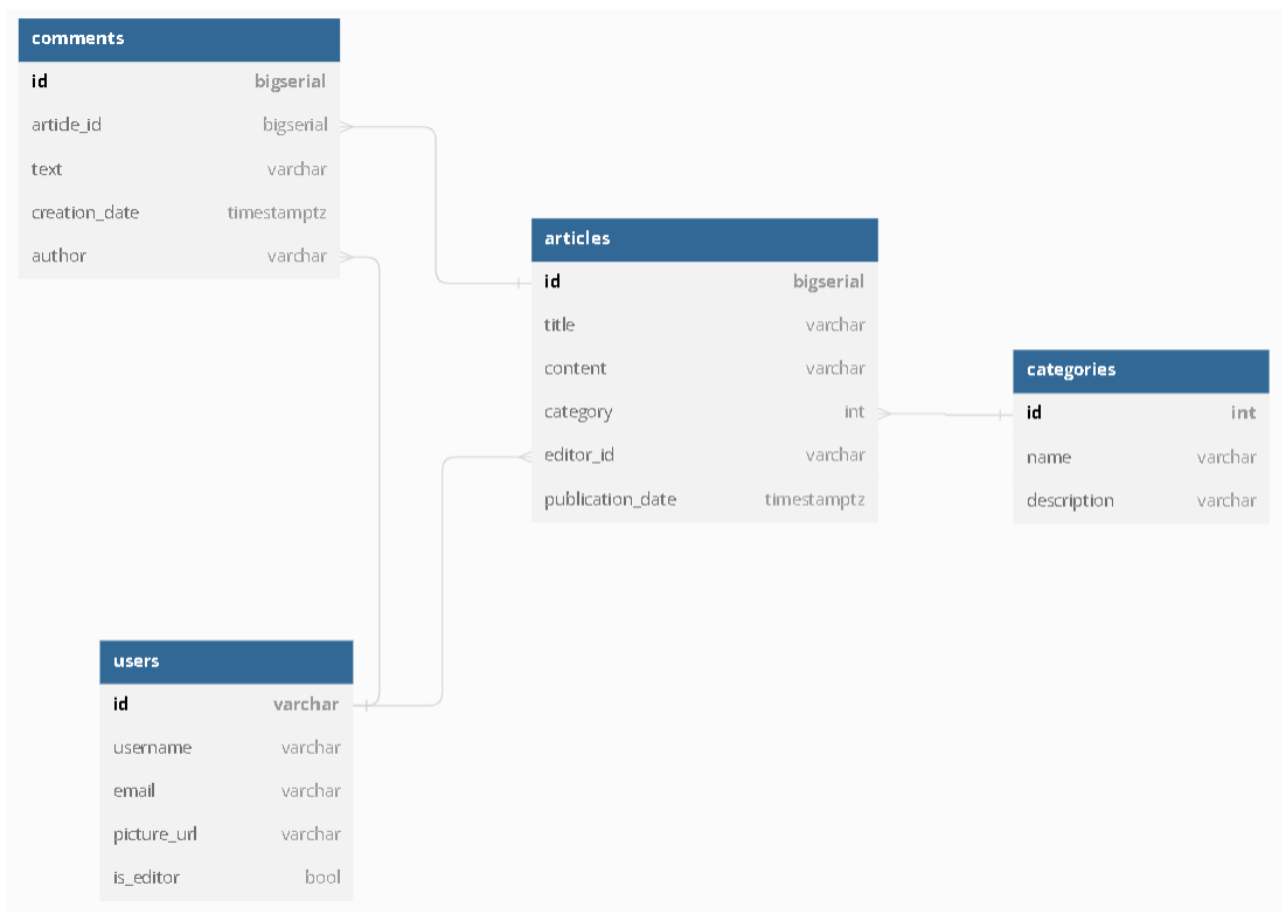 comments
id bigserial
article_id bigserial
text varchar
creation_date timestamptz
author varchar
articles
id bigserial
title varchar
content varchar
category int
editor_id varchar
publication_date timestamptz
categories
id int
name varchar
description varchar
users
id varchar
username varchar
email varchar
picture_url varchar
is_editor bool